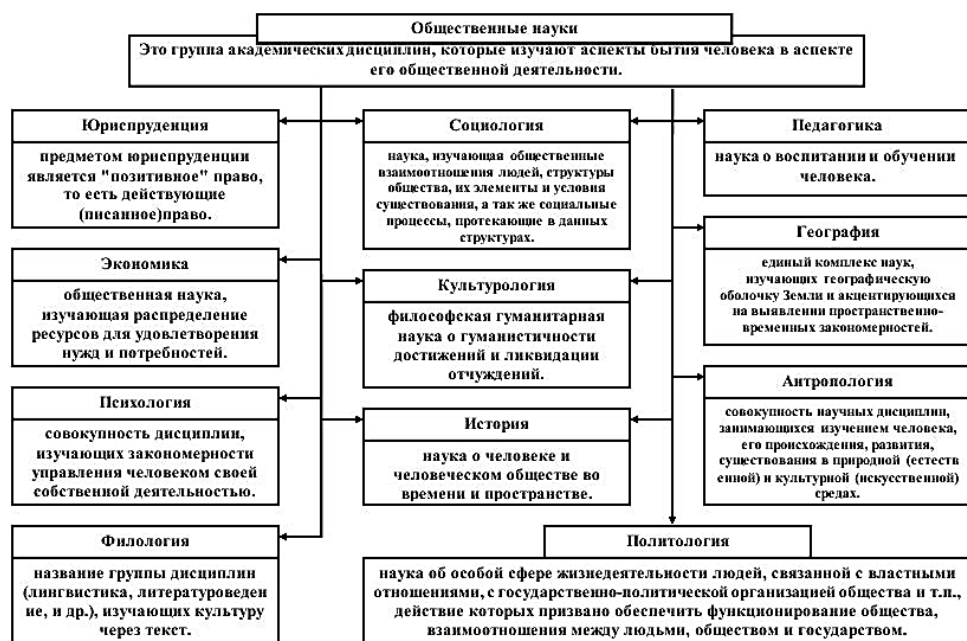 Общественные науки
Это группа академических дисциплин, которые изучают аспекты бытия человека в аспекте
его общественной деятельности.
Юриспруденция
предметом юриспруденции
является "позитивное" право,
то есть действующие
(писанное)право.
Социология
наука, изучающая общественные
взаимоотношения людей, структуры
общества, их элементы и условия
существования, а так же социальные
процессы, протекающие в данных
структурах.
Педагогика
наука о воспитании и обучении
человека.
География
единый комплекс наук,
изучающих географическую
оболочку Земли и акцентирующихся
на выявлении пространственно-
временных закономерностей.
Экономика
общественная наука,
изучающая распределение
ресурсов для удовлетворения
нужд и потребностей.
Культурология
философская гуманитарная
наука о гуманистичности
достижений и ликвидации
отчуждений.
Антропология
совокупность научных дисциплин,
занимающихся изучением человека,
его происхождения, развития,
существования в природной (естеств
енной) и культурной (искусственной)
средах.
Психология
совокупность дисциплин,
изучающих закономерности
управления человеком своей
собственной деятельностью.
История
наука о человеке и
человеческом обществе во
времени и пространстве.
Филология
название группы дисциплин
(лингвистика, литературоведен
ие, и др.), изучающих культуру
через текст.
Политология
наука об особой сфере жизнедеятельности людей, связанной с властными
отношениями, с государственно-политической организацией общества и т.п.,
действие которых призвано обеспечить функционирование общества,
взаимоотношения между людьми, обществом и государством.